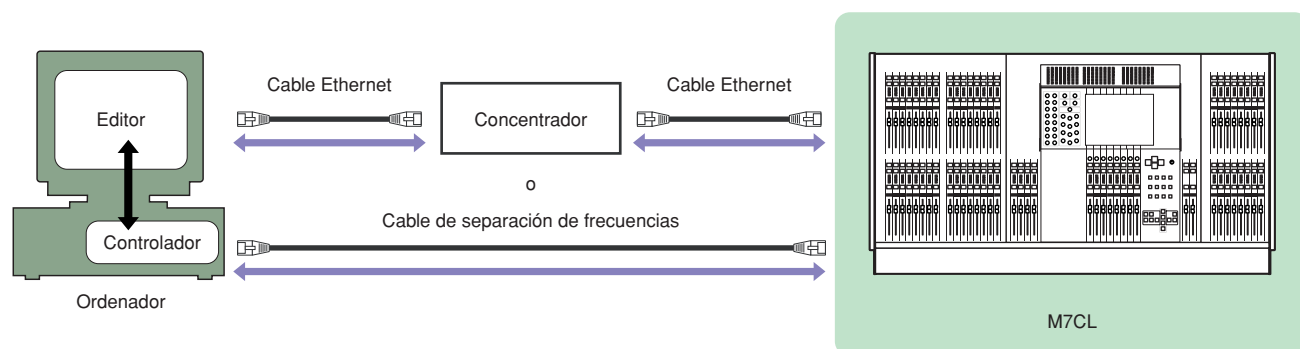 Cable Ethernet
Cable Ethernet
Editor
Concentrador
o
Cable de separación de frecuencias
Controlador
Ordenador
M7CL